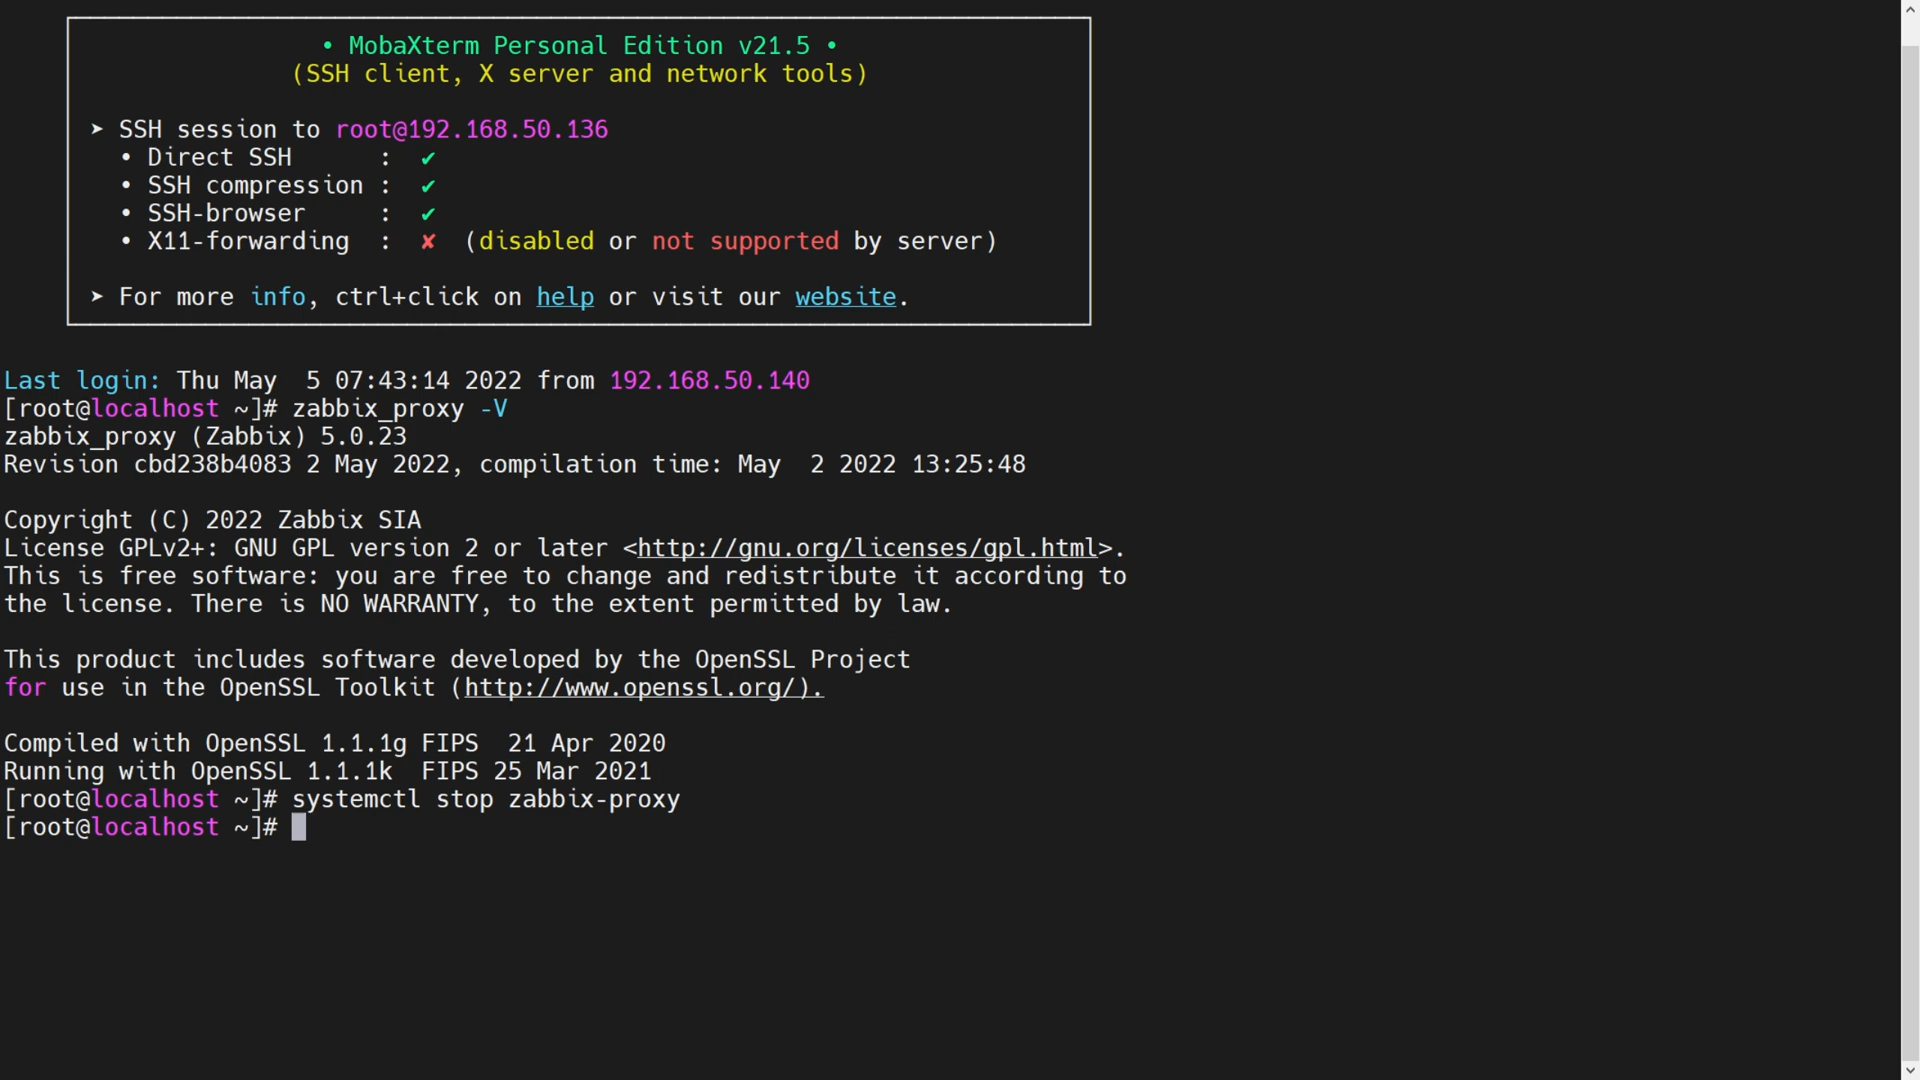 • MobaXterm Personal Edition v21.5 •
(SSH client, X server and network tools)
➤ SSH session to root@192.168.50.136
• Direct SSH : ✔
• SSH compression : ✔
• SSH-browser : ✔
• X11-forwarding : ✘ (disabled or not supported by server)
➤ For more info, ctrl+click on help or visit our website.
Last login: Thu May  5 07:43:14 2022 from 192.168.50.140
[root@localhost ~]# zabbix_proxy -V
zabbix_proxy (Zabbix) 5.0.23
Revision cbd238b4083 2 May 2022, compilation time: May  2 2022 13:25:48
Copyright (C) 2022 Zabbix SIA
License GPLv2+: GNU GPL version 2 or later <http://gnu.org/licenses/gpl.html>.
This is free software: you are free to change and redistribute it according to
the license. There is NO WARRANTY, to the extent permitted by law.
This product includes software developed by the OpenSSL Project
for use in the OpenSSL Toolkit (http://www.openssl.org/).
Compiled with OpenSSL 1.1.1g FIPS  21 Apr 2020
Running with OpenSSL 1.1.1k  FIPS 25 Mar 2021
[root@localhost ~]# systemctl stop zabbix-proxy
[root@localhost ~]#